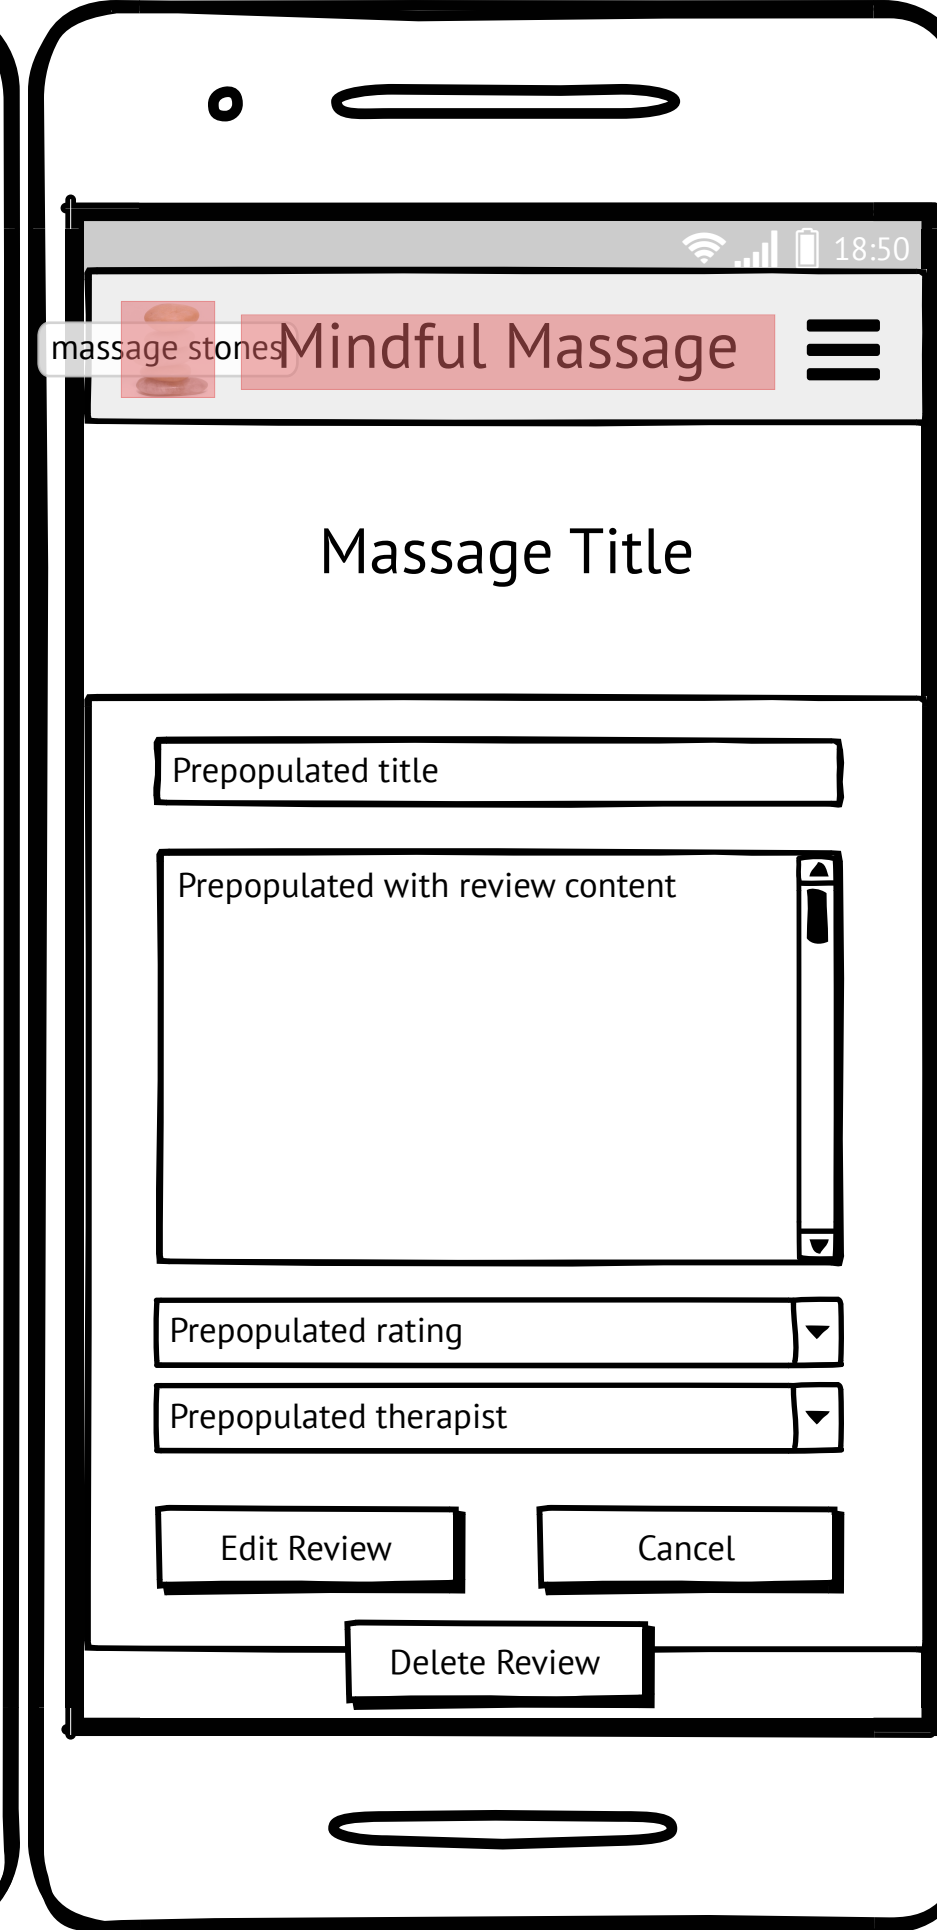 18:50
massage stones
Mindful Massage
Massage Title
Prepopulated title
Prepopulated with review content
Prepopulated rating
Prepopulated therapist
Edit Review
Cancel
Delete Review